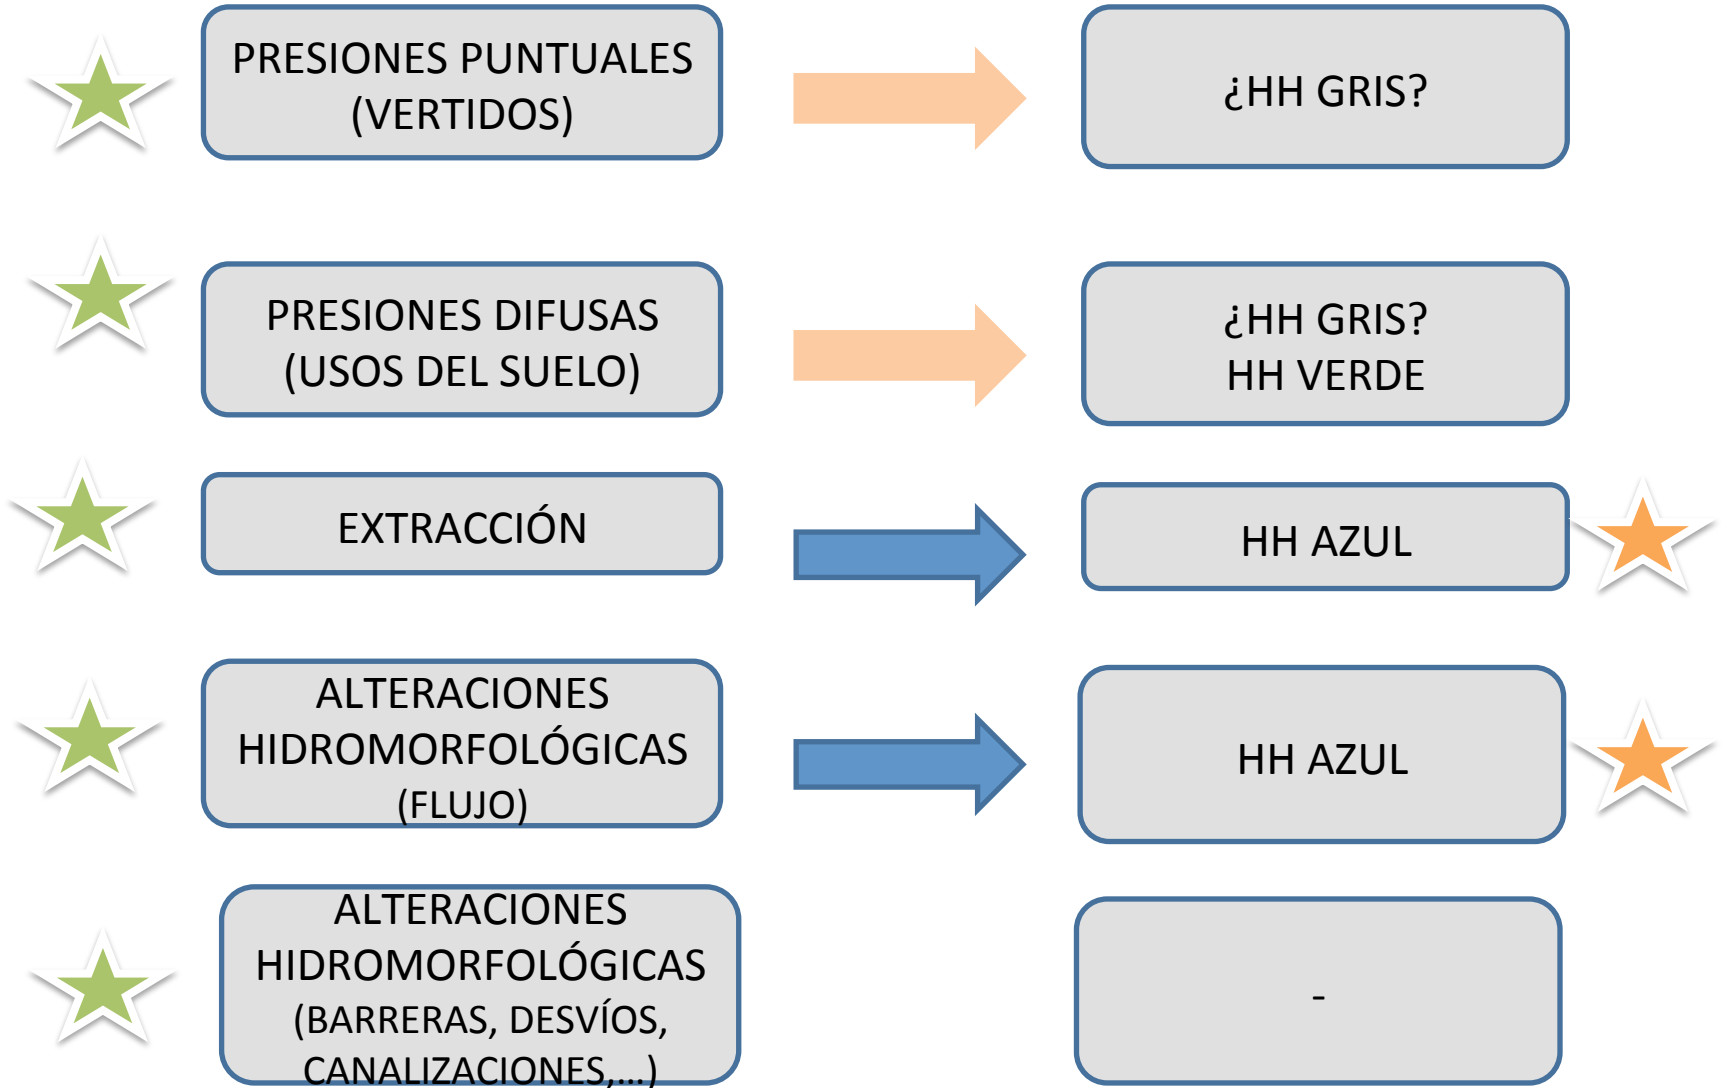 PRESIONES PUNTUALES
(VERTIDOS)
¿HH GRIS?
PRESIONES DIFUSAS
(USOS DEL SUELO)
¿HH GRIS?
HH VERDE
EXTRACCIÓN
HH AZUL
ALTERACIONES
HIDROMORFOLÓGICAS
(FLUJO)
HH AZUL
ALTERACIONES
HIDROMORFOLÓGICAS
(BARRERAS, DESVÍOS,
CANALIZACIONES,...)
-